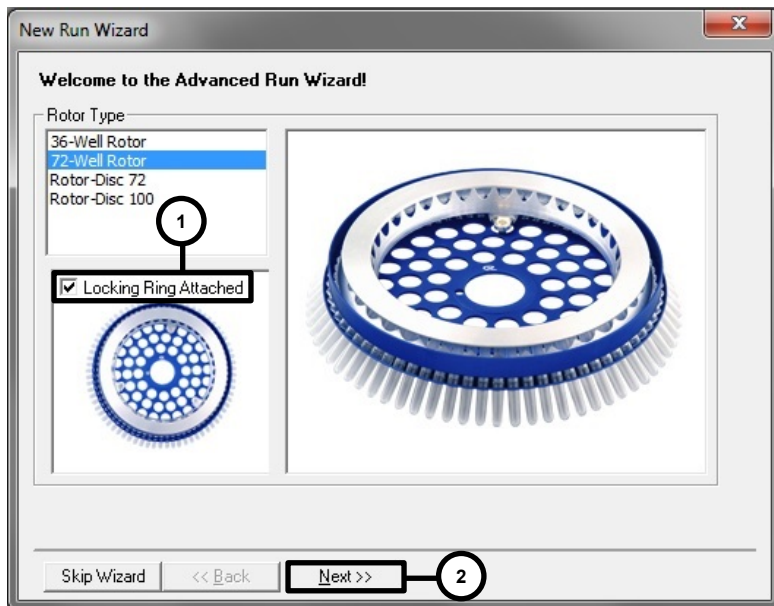 New Run Wizard
Welcome to the Advanced Run Wizard!
Rotor Type
36-Well Rotor
72-Well Rotor
Rotor-Disc 72
Rotor-Disc 100
1
Locking Ring Attached
Skip Wizard
<< Back
Next >>
2